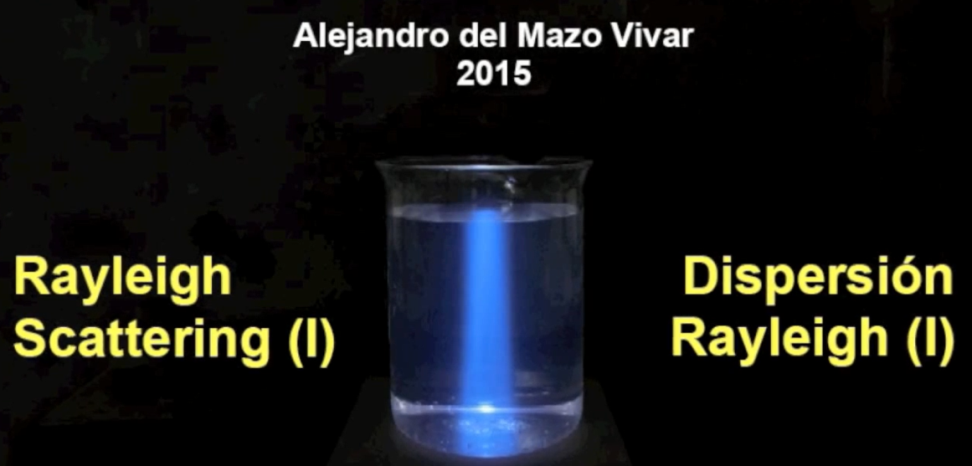 Alejandro del Mazo Vivar
2015
Rayleigh
Scattering (I)
Dispersión
Rayleigh (I)